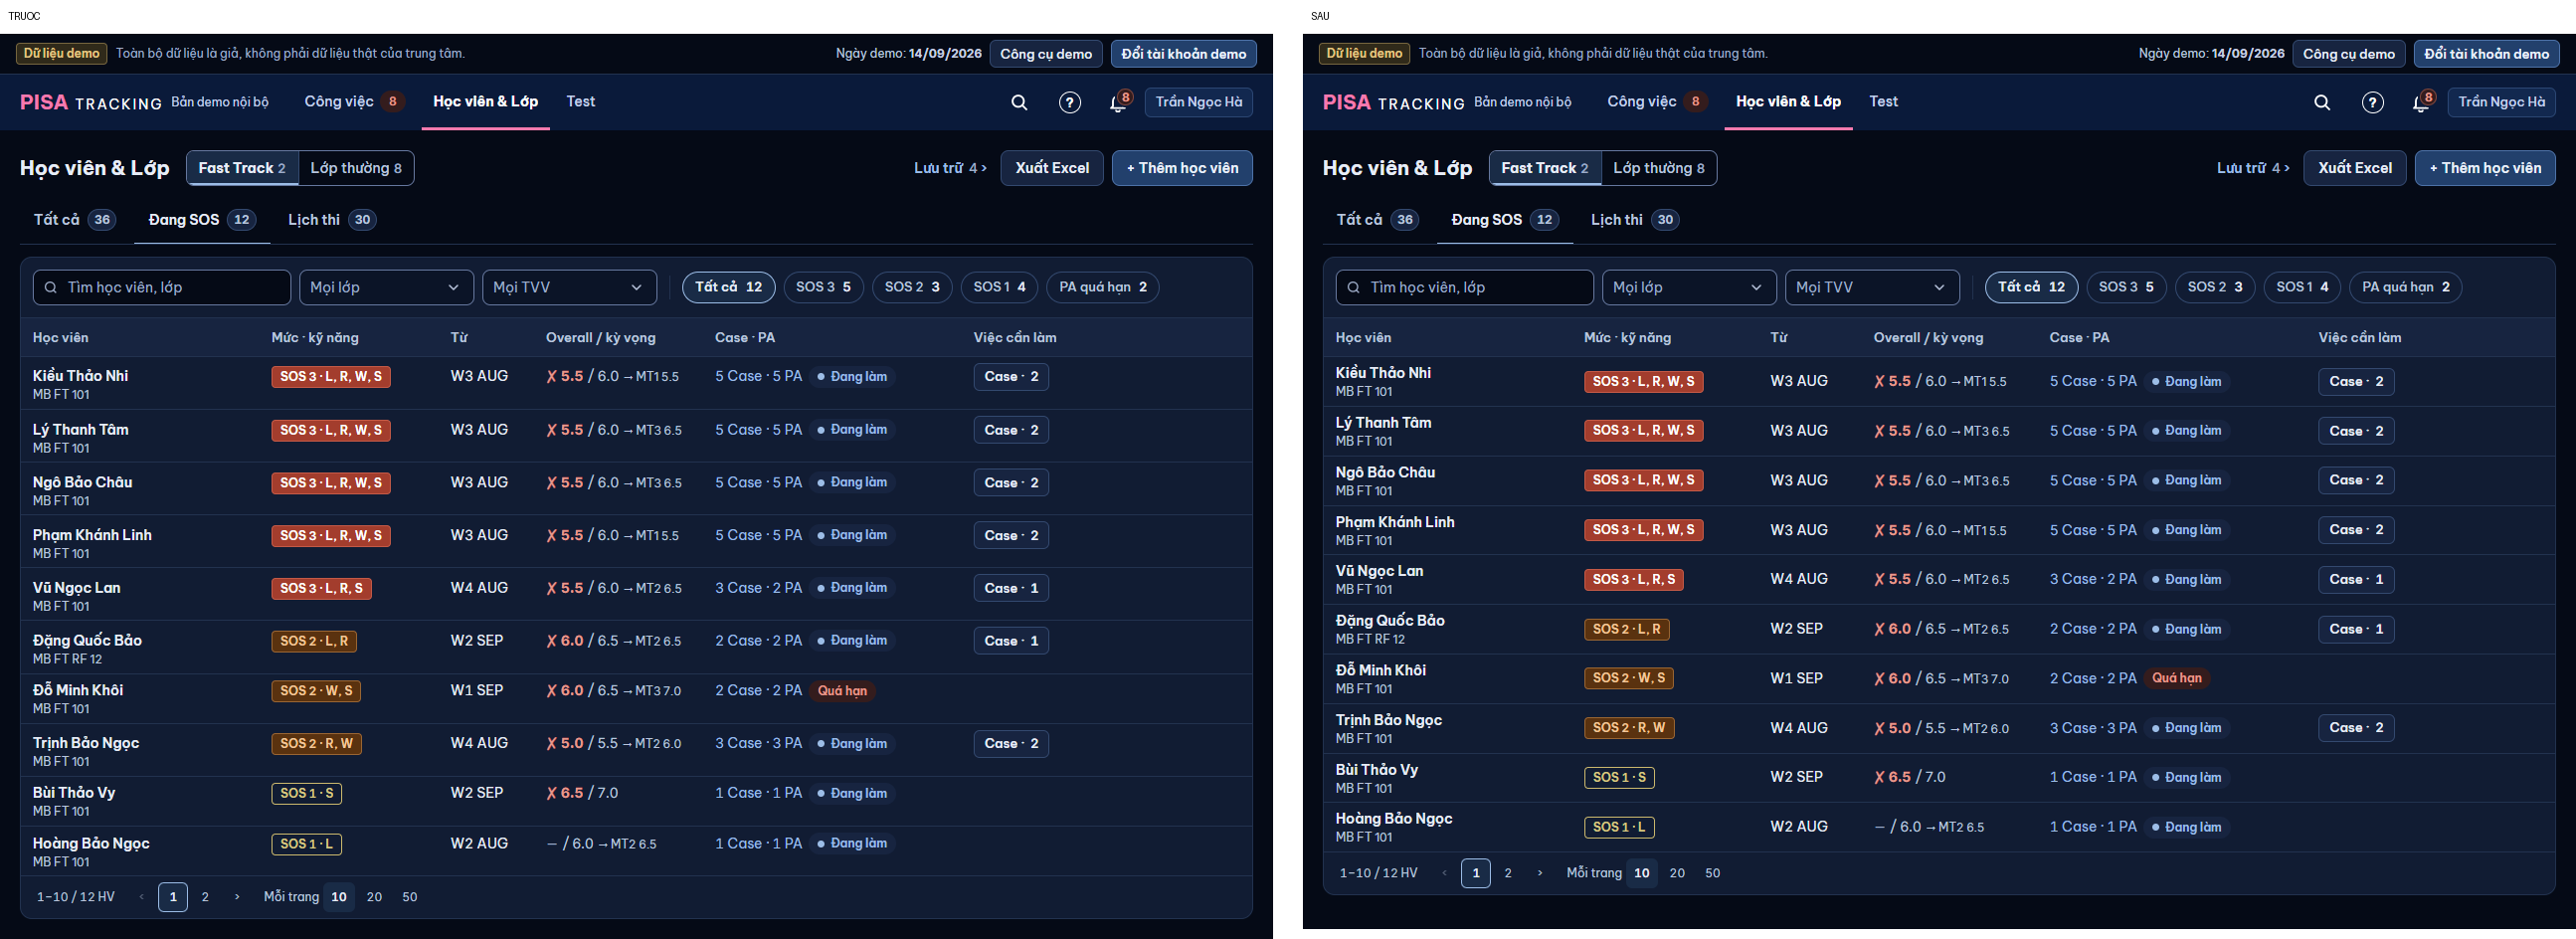 TRUOC
Dữ liệu demo Toàn bộ dữ liệu là giả, không phải dữ liệu thật của trung tâm. Ngày demo: 14/09/2026 Công cụ demo Đổi tài khoản demo
PISA TRACKING Bản demo nội bộ Công việc 8 Học viên & Lớp Test ? 8 Trần Ngọc Hà
Học viên & Lớp Fast Track 2 Lớp thường 8 Lưu trữ 4 › Xuất Excel + Thêm học viên
Tất cả 36 Đang SOS 12 Lịch thi 30
Tìm học viên, lớp Mọi lớp Mọi TVV Tất cả 12 SOS 3 5 SOS 2 3 SOS 1 4 PA quá hạn 2
Học viên Mức · kỹ năng Từ Overall / kỳ vọng Case · PA Việc cần làm
Kiều Thảo Nhi SOS 3 · L, R, W, S W3 AUG ✗ 5.5 / 6.0 → MT1 5.5 5 Case · 5 PA Đang làm Case · 2
MB FT 101
Lý Thanh Tâm SOS 3 · L, R, W, S W3 AUG ✗ 5.5 / 6.0 → MT3 6.5 5 Case · 5 PA Đang làm Case · 2
MB FT 101
Ngô Bảo Châu SOS 3 · L, R, W, S W3 AUG ✗ 5.5 / 6.0 → MT3 6.5 5 Case · 5 PA Đang làm Case · 2
MB FT 101
Phạm Khánh Linh SOS 3 · L, R, W, S W3 AUG ✗ 5.5 / 6.0 → MT1 5.5 5 Case · 5 PA Đang làm Case · 2
MB FT 101
Vũ Ngọc Lan SOS 3 · L, R, S W4 AUG ✗ 5.5 / 6.0 → MT2 6.5 3 Case · 2 PA Đang làm Case · 1
MB FT 101
Đặng Quốc Bảo SOS 2 · L, R W2 SEP ✗ 6.0 / 6.5 → MT2 6.5 2 Case · 2 PA Đang làm Case · 1
MB FT RF 12
Đỗ Minh Khôi SOS 2 · W, S W1 SEP ✗ 6.0 / 6.5 → MT3 7.0 2 Case · 2 PA Quá hạn
MB FT 101
Trịnh Bảo Ngọc SOS 2 · R, W W4 AUG ✗ 5.0 / 5.5 → MT2 6.0 3 Case · 3 PA Đang làm Case · 2
MB FT 101
Bùi Thảo Vy SOS 1 · S W2 SEP ✗ 6.5 / 7.0 1 Case · 1 PA Đang làm
MB FT 101
Hoàng Bảo Ngọc SOS 1 · L W2 AUG — / 6.0 → MT2 6.5 1 Case · 1 PA Đang làm
MB FT 101
1–10 / 12 HV ‹ 1 2 › Mỗi trang 10 20 50
SAU
Dữ liệu demo Toàn bộ dữ liệu là giả, không phải dữ liệu thật của trung tâm. Ngày demo: 14/09/2026 Công cụ demo Đổi tài khoản demo
PISA TRACKING Bản demo nội bộ Công việc 8 Học viên & Lớp Test ? 8 Trần Ngọc Hà
Học viên & Lớp Fast Track 2 Lớp thường 8 Lưu trữ 4 › Xuất Excel + Thêm học viên
Tất cả 36 Đang SOS 12 Lịch thi 30
Tìm học viên, lớp Mọi lớp Mọi TVV Tất cả 12 SOS 3 5 SOS 2 3 SOS 1 4 PA quá hạn 2
Học viên Mức · kỹ năng Từ Overall / kỳ vọng Case · PA Việc cần làm
Kiều Thảo Nhi SOS 3 · L, R, W, S W3 AUG ✗ 5.5 / 6.0 → MT1 5.5 5 Case · 5 PA Đang làm Case · 2
MB FT 101
Lý Thanh Tâm SOS 3 · L, R, W, S W3 AUG ✗ 5.5 / 6.0 → MT3 6.5 5 Case · 5 PA Đang làm Case · 2
MB FT 101
Ngô Bảo Châu SOS 3 · L, R, W, S W3 AUG ✗ 5.5 / 6.0 → MT3 6.5 5 Case · 5 PA Đang làm Case · 2
MB FT 101
Phạm Khánh Linh SOS 3 · L, R, W, S W3 AUG ✗ 5.5 / 6.0 → MT1 5.5 5 Case · 5 PA Đang làm Case · 2
MB FT 101
Vũ Ngọc Lan SOS 3 · L, R, S W4 AUG ✗ 5.5 / 6.0 → MT2 6.5 3 Case · 2 PA Đang làm Case · 1
MB FT 101
Đặng Quốc Bảo SOS 2 · L, R W2 SEP ✗ 6.0 / 6.5 → MT2 6.5 2 Case · 2 PA Đang làm Case · 1
MB FT RF 12
Đỗ Minh Khôi SOS 2 · W, S W1 SEP ✗ 6.0 / 6.5 → MT3 7.0 2 Case · 2 PA Quá hạn
MB FT 101
Trịnh Bảo Ngọc SOS 2 · R, W W4 AUG ✗ 5.0 / 5.5 → MT2 6.0 3 Case · 3 PA Đang làm Case · 2
MB FT 101
Bùi Thảo Vy SOS 1 · S W2 SEP ✗ 6.5 / 7.0 1 Case · 1 PA Đang làm
MB FT 101
Hoàng Bảo Ngọc SOS 1 · L W2 AUG — / 6.0 → MT2 6.5 1 Case · 1 PA Đang làm
MB FT 101
1–10 / 12 HV ‹ 1 2 › Mỗi trang 10 20 50